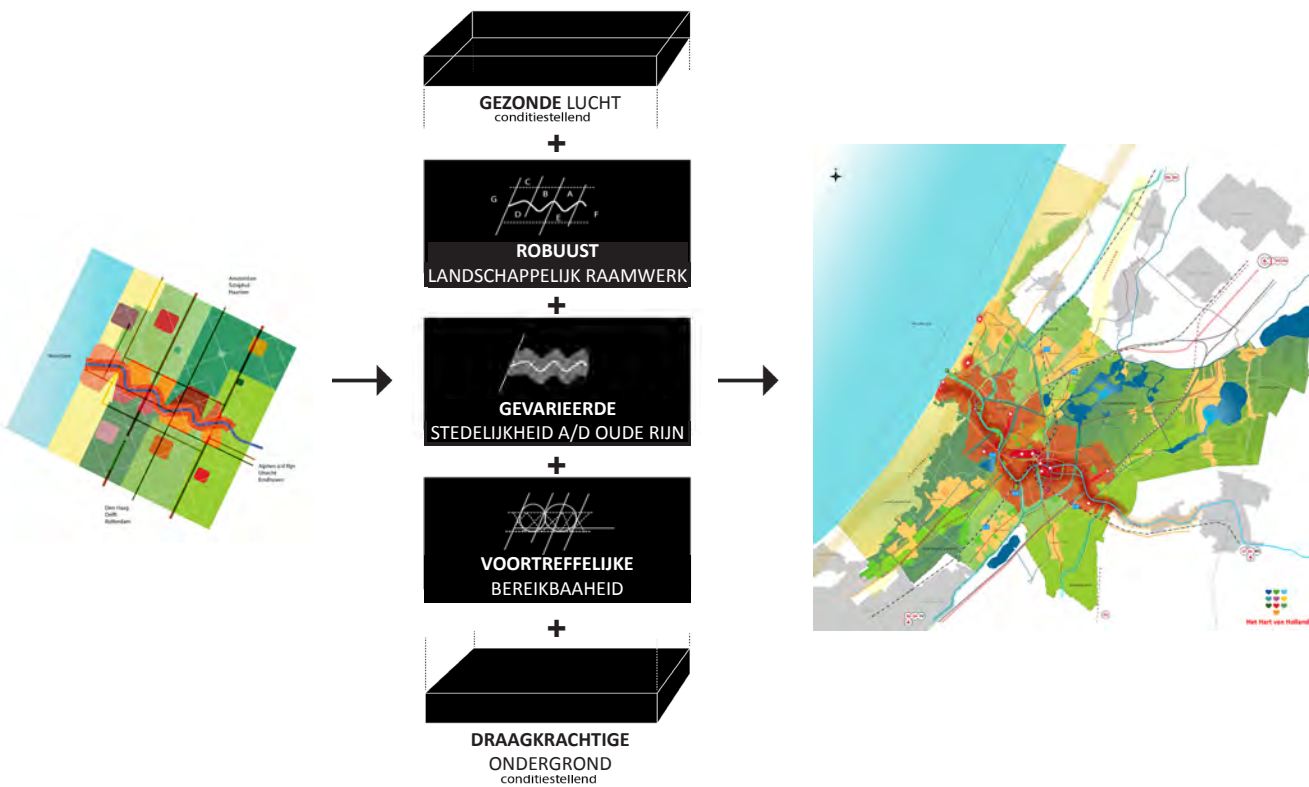 Amsterdam
Schiphol
Haarlem
Noordzee
Alphen a/d Rijn
Utrecht
Eindhoven
Den Haag
Delft
Rotterdam
GEZONDE LUCHT
conditiestellend
+
C
B
A
G
D
E
F
ROBUUST
LANDSCHAPPELIJK RAAMWERK
+
GEVARIEERDE
STEDELIJKHEID A/D OUDE RIJN
+
VOORTREFFELIJKE
BEREIKBAAHEID
+
DRAAGKRACHTIGE
ONDERGROND
conditiestellend
Het Hart van Holland